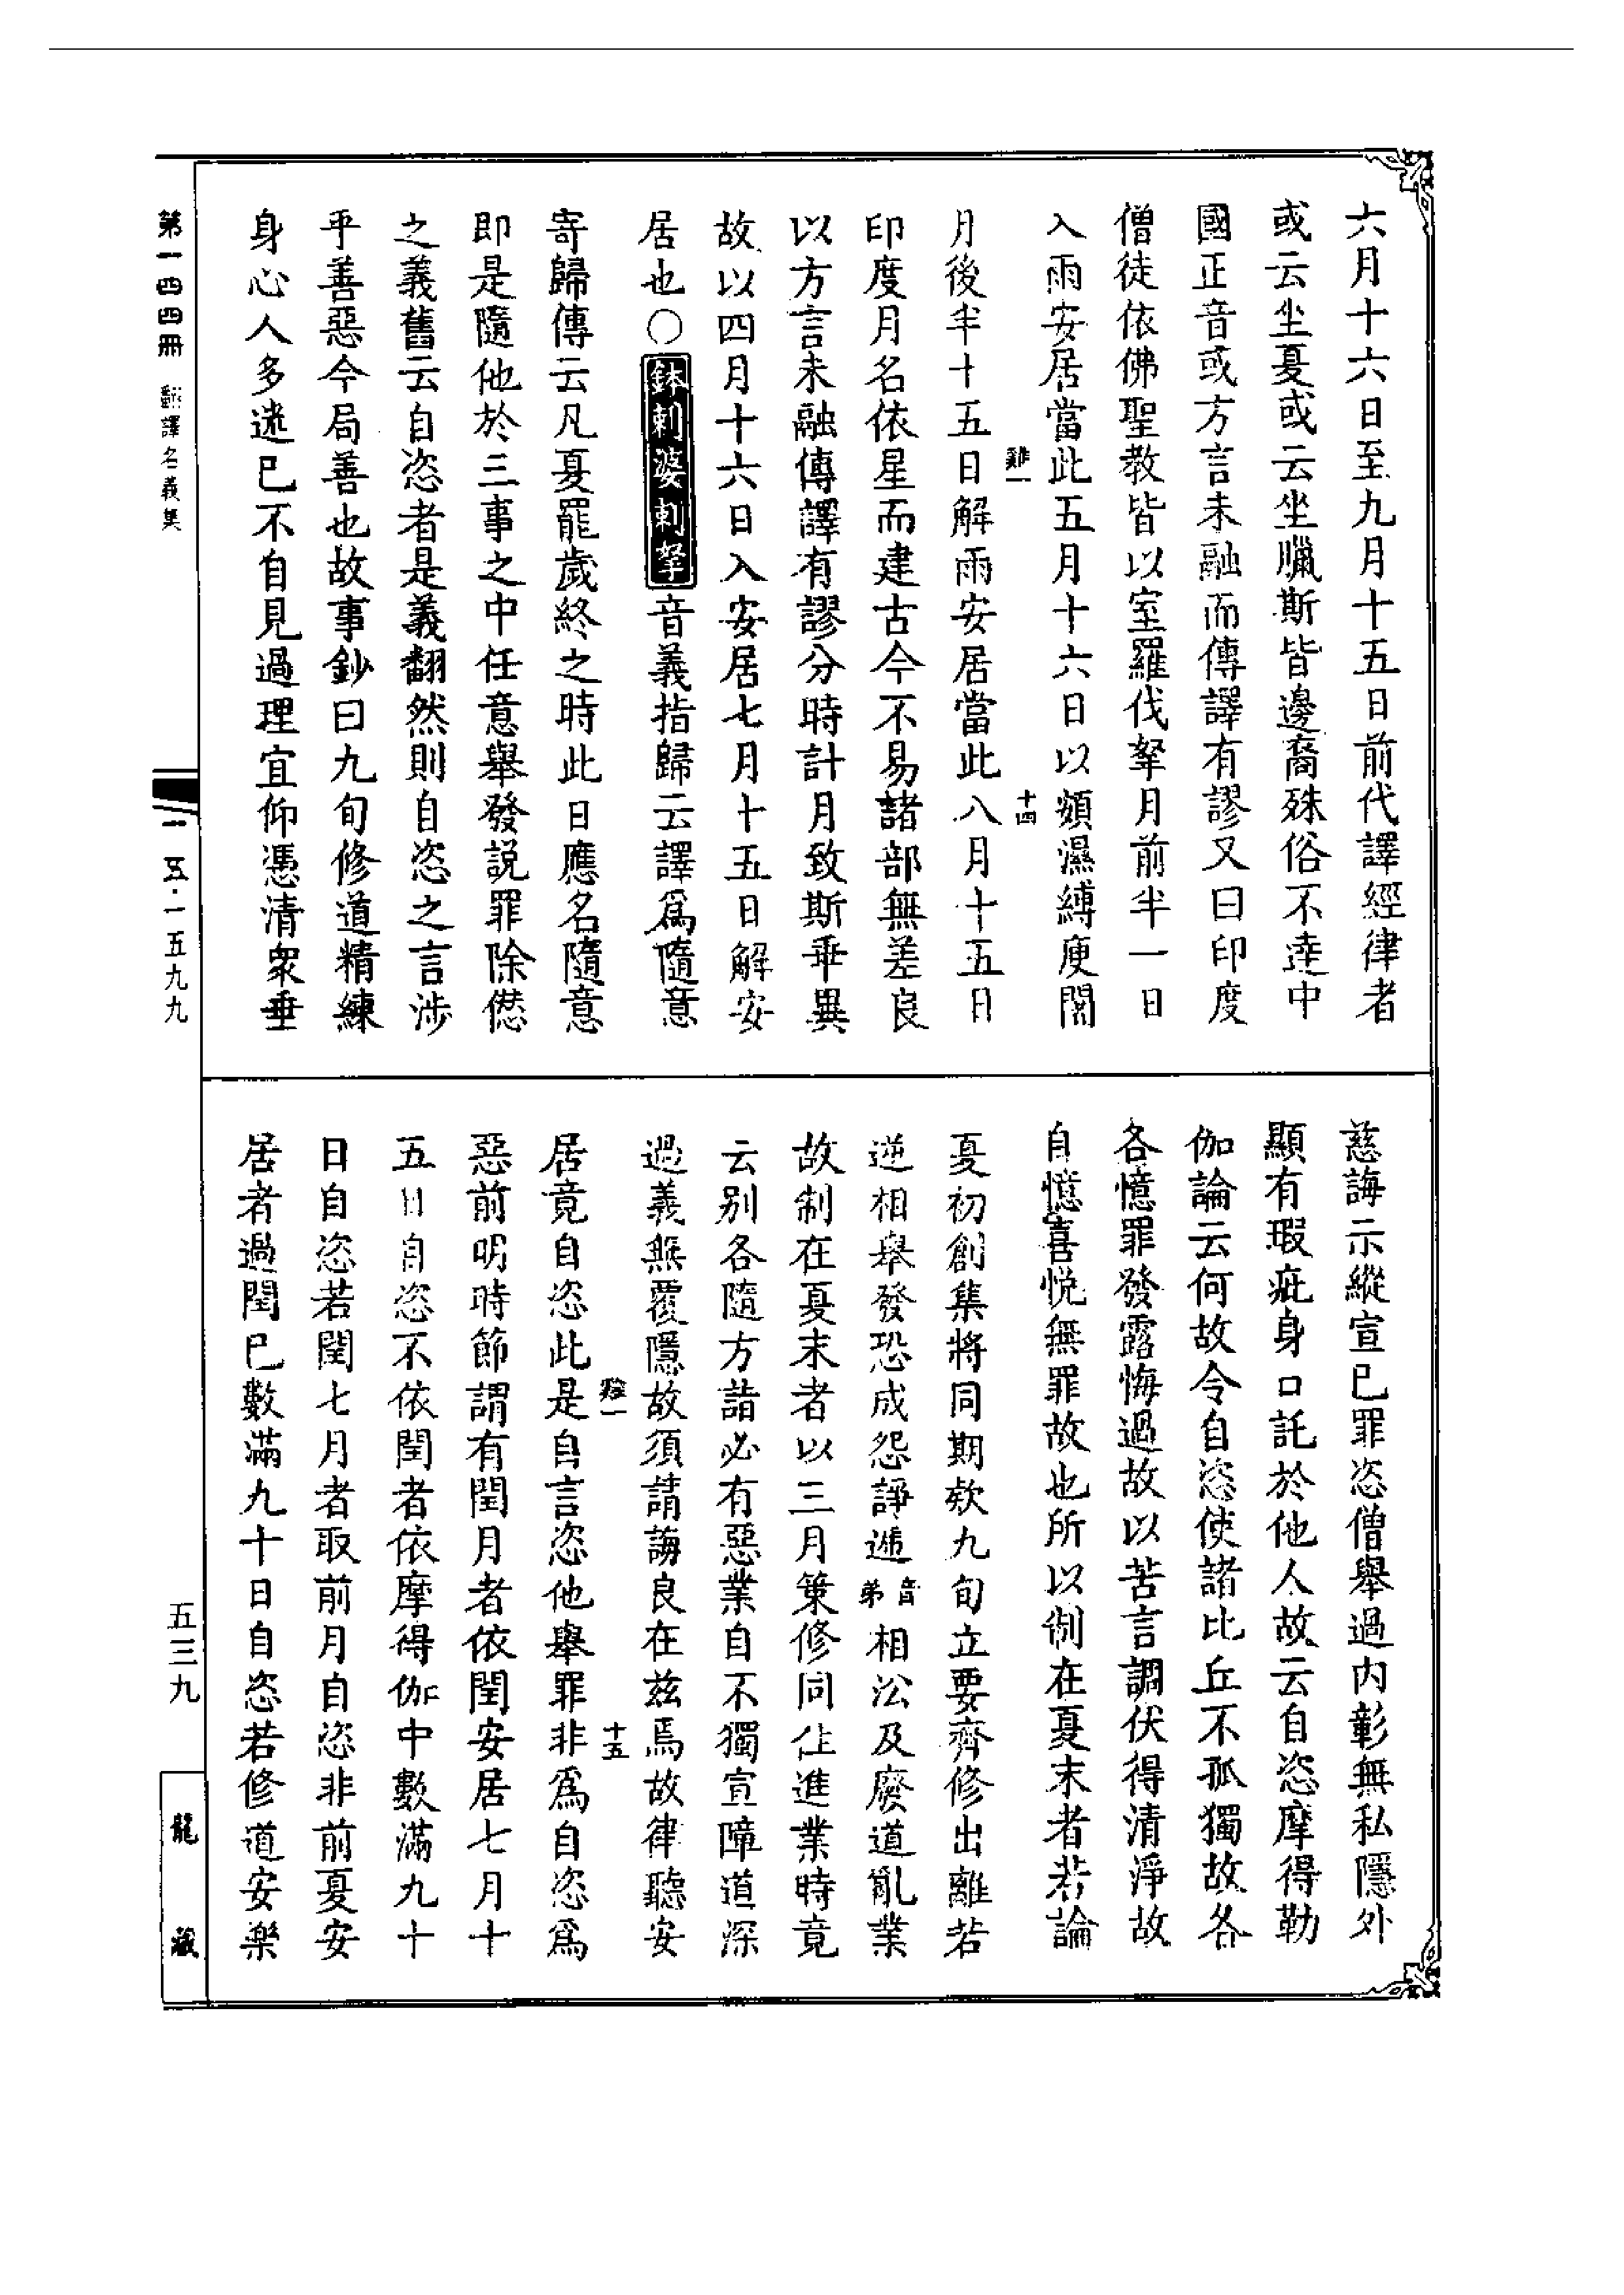 六月十六日至九月十五日前代譯經律者
或云坐夏或云坐臘斯皆邊裔殊俗不達中
國正音或方言未融而傳譯有謬又曰印度
僧徒依佛聖教皆以室羅伐拏月前半一日
入雨安居當此五月十六日以頞濕縛庾闍
月後半十五日解雨安居當此八月十五日
印度月名依星而建古今不易諸部無差良
以方言未融傳譯有謬分時計月致斯乖異
故以四月十六日入安居七月十五日解安
居也○鉢剌婆剌拏音義指歸云譯爲隨意
寄歸傳云凡夏罷歲終之時此日應名隨意
即是隨他於三事之中任意舉發説罪除愆
之義舊云自恣者是義翻然則自恣之言涉
乎善惡今局善也故事鈔曰九旬修道精練
身心人多迷已不自見過理宜仰憑清衆垂
慈誨示縱宣已罪恣僧舉過内彰無私隱外
顯有瑕疵身口託於他人故云自恣摩得勒
伽論云何故令自恣使諸比丘不孤獨故各
各憶罪發露悔過故以苦言調伏得清淨故
自憶喜悦無罪故也所以制在夏末者若論
夏初創集將同期欵九旬立要齊修出離若
逆相舉發恐成怨諍遞音弟相沿及廢道亂業
故制在夏末者以三月策修同住進業時竟
云别各隨方詣必有惡業自不獨宣障道深
過義無覆隱故須請誨良在兹焉故律聽安
居竟自恣此是自言恣他舉罪非爲自恣爲
惡前明時節謂有閏月者依閏安居七月十
五日自恣不依閏者依摩得伽中數滿九十
日自恣若閏七月者取前月自恣非前夏安
居者過閏已數滿九十日自恣若修道安樂
第一四四冊
翻譯名義集
一五·一五九九
五三九
龍藏
雞一
十四
雞一
十五